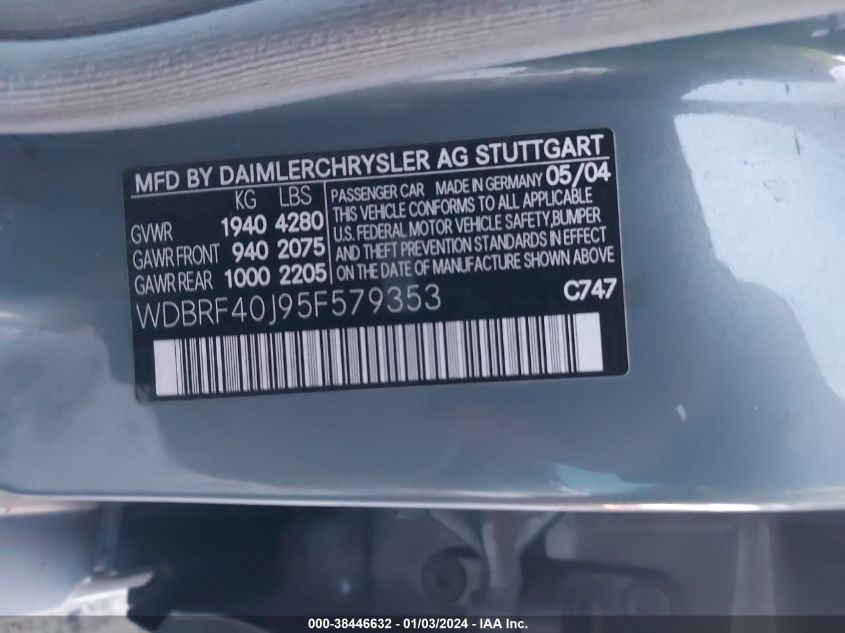 MFD BY DAIMLERCHRYSLER AG STUTTGART
KG LBS
GVWR 1940 4280
GAWR FRONT 940 2075
GAWR REAR 1000 2205
PASSENGER CAR MADE IN GERMANY 05/04
THIS VEHICLE CONFORMS TO ALL APPLICABLE
U.S. FEDERAL MOTOR VEHICLE SAFETY,BUMPER
AND THEFT PREVENTION STANDARDS IN EFFECT
ON THE DATE OF MANUFACTURE SHOWN ABOVE
WDBRF40J95F579353 C747
000-38446632 - 01/03/2024 - IAA Inc.